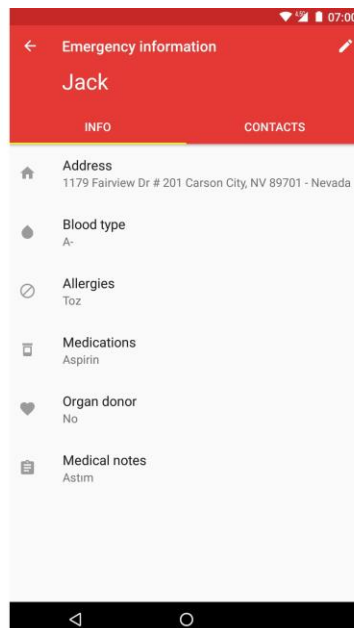 07:00
Emergency information
Jack
INFO CONTACTS
Address
1179 Fairview Dr # 201 Carson City, NV 89701 - Nevada
Blood type
A-
Allergies
Toz
Medications
Aspirin
Organ donor
No
Medical notes
Astım